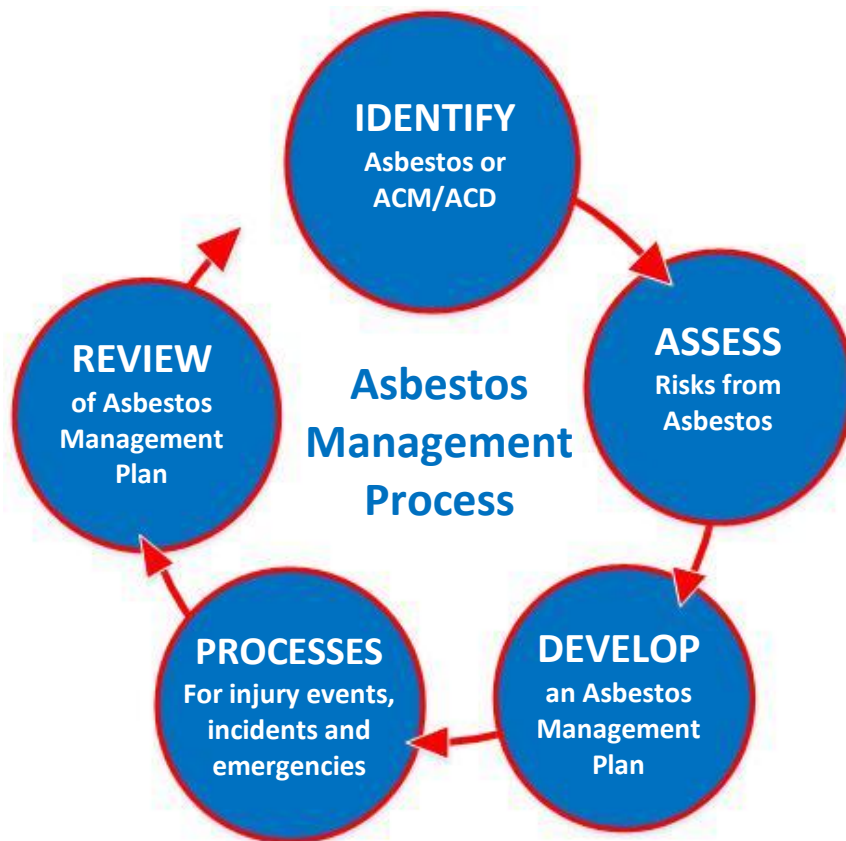 IDENTIFY
Asbestos or
ACM/ACD
ASSESS
Risks from
Asbestos
DEVELOP
an Asbestos
Management
Plan
PROCESSES
For injury events,
incidents and
emergencies
REVIEW
of Asbestos
Management
Plan
Asbestos
Management
Process